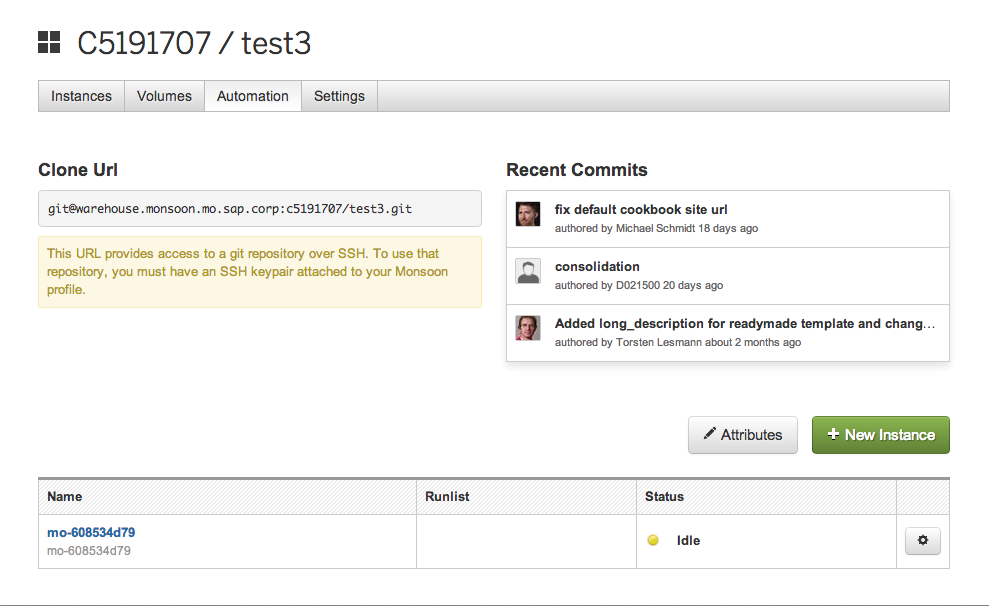 C5191707 / test3
Instances
Volumes
Automation
Settings
Clone Url
git@warehouse.monsoon.mo.sap.corp:c5191707/test3.git
This URL provides access to a git repository over SSH. To use that
repository, you must have an SSH keypair attached to your Monsoon
profile.
Recent Commits
fix default cookbook site url
authored by Michael Schmidt 18 days ago
consolidation
authored by D021500 20 days ago
Added long_description for readymade template and chang…
authored by Torsten Lesmann about 2 months ago
Attributes
New Instance
Name
Runlist
Status
mo-608534d79
mo-608534d79
Idle